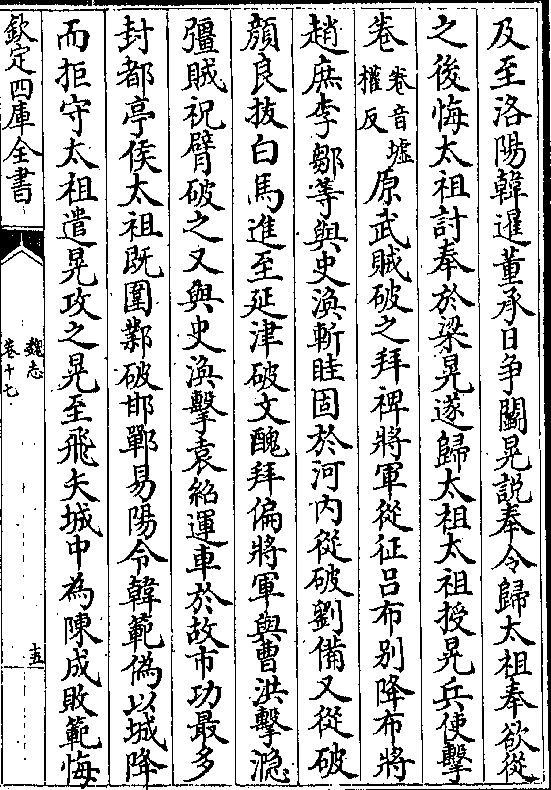 及至洛陽韓暹董承日爭鬭晃說奉令歸太祖奉欲從
之後悔太祖討奉於梁晃遂歸太祖太祖授晃兵使擊
卷
卷音墟
權反
原武賊破之拜裨將軍從征呂布别降布將
趙庶李鄒等與史渙斬眭固於河内從破劉備又從破
顔良拔白馬進至延津破文醜拜偏將軍與曹洪擊㶏
彊賊祝臂破之又與史渙擊袁紹運車於故市功最多
封都亭侯太祖既圍鄴破邯鄲易陽令韓範偽以城降
而拒守太祖遣晃攻之晃至飛矢城中為陳成敗範悔
欽定四庫全書
魏志
卷十七
十五